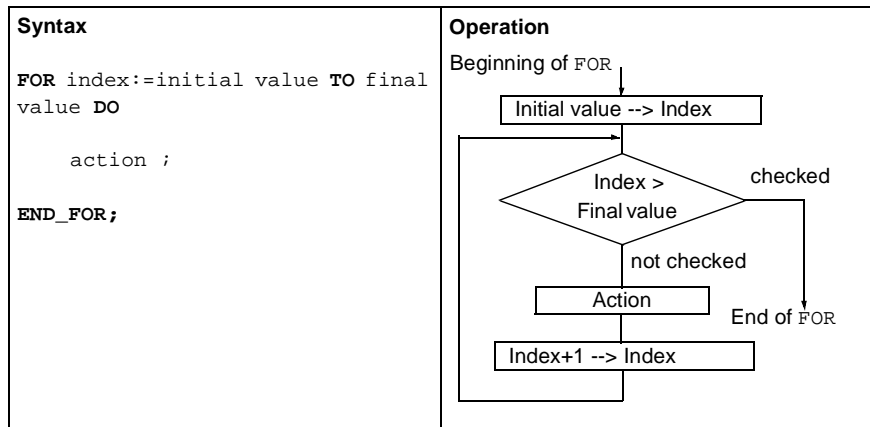 Syntax
FOR index:=initial value TO final
value DO
action ;
END_FOR;
Operation
Beginning of FOR
Initial value --> Index
Index >
Final value
checked
not checked
Action
End of FOR
Index+1 --> Index